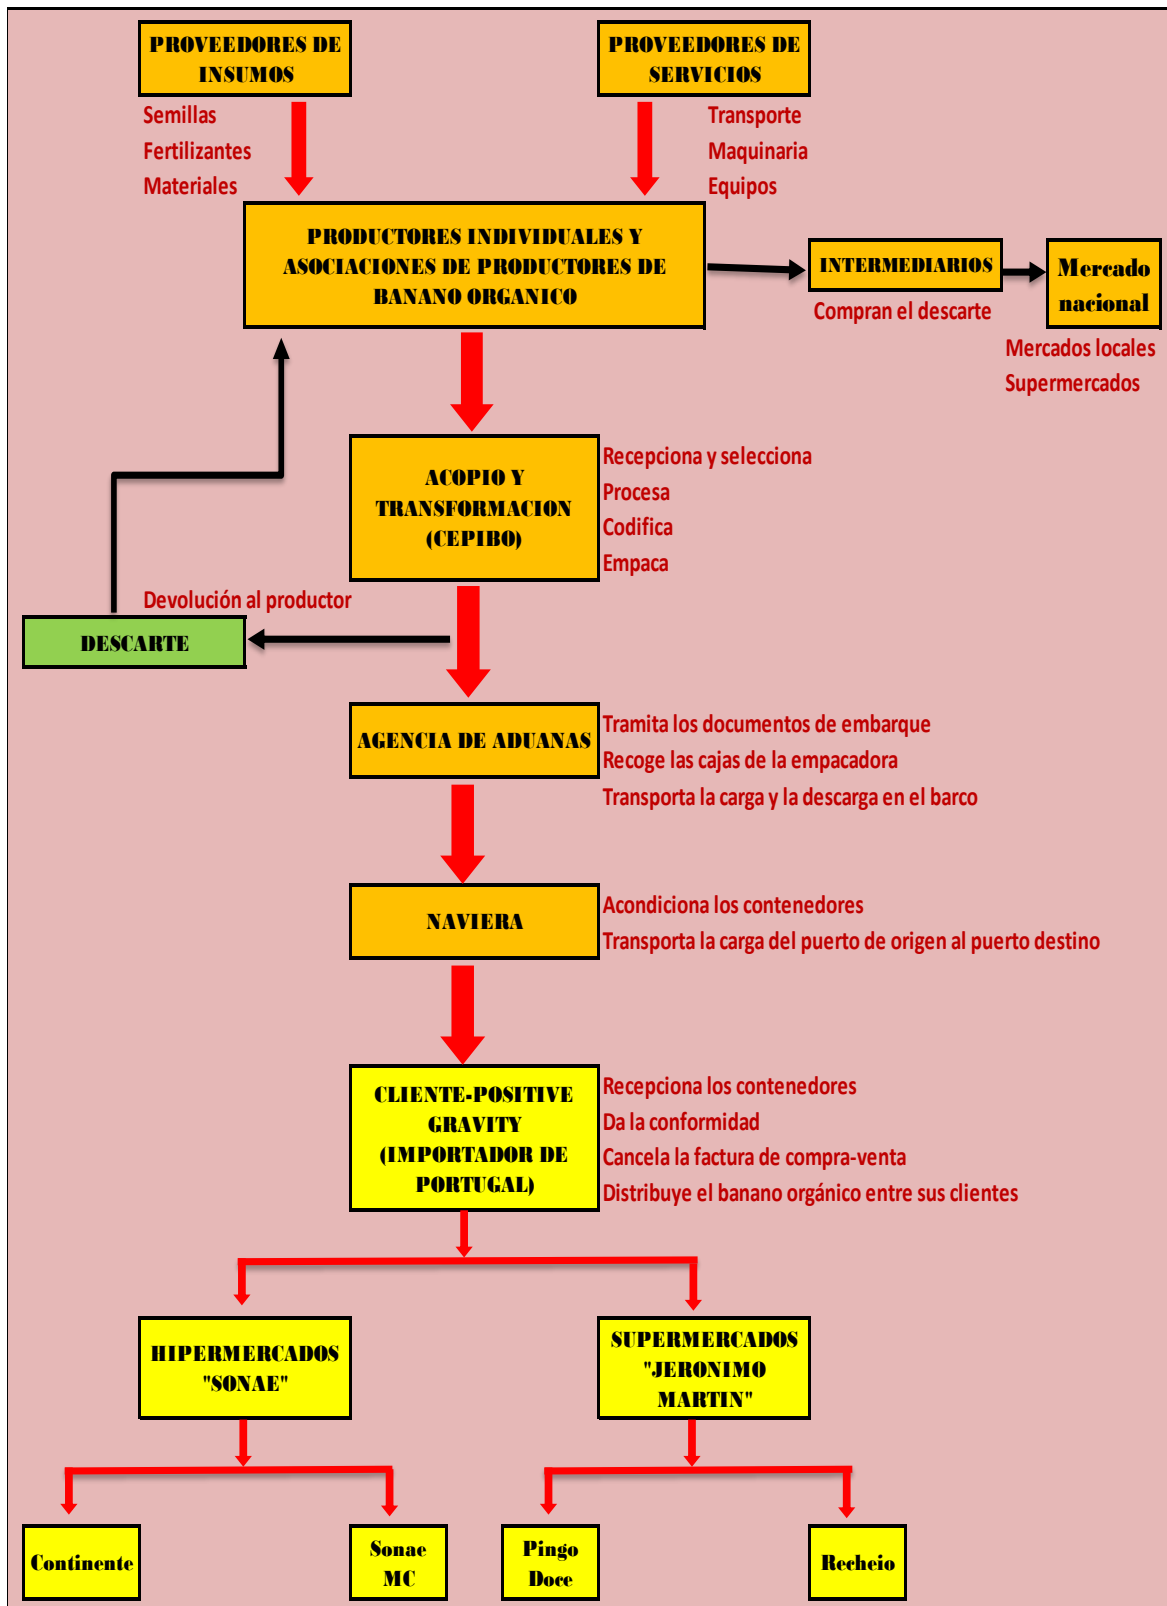 PROVEEDORES DE
INSUMOS
PROVEEDORES DE
SERVICIOS
Semillas
Fertilizantes
Materiales
Transporte
Maquinaria
Equipos
PRODUCTORES INDIVIDUALES Y
ASOCIACIONES DE PRODUCTORES DE
BANANO ORGANICO
INTERMEDIARIOS
Compran el descarte
Mercado
nacional
Mercados locales
Supermercados
ACOPIO Y
TRANSFORMACION
(CEPIBO)
Recepciona y selecciona
Procesa
Codifica
Empaca
Devolución al productor
DESCARTE
AGENCIA DE ADUANAS
Tramita los documentos de embarque
Recoge las cajas de la empacadora
Transporta la carga y la descarga en el barco
NAVIERA
Acondiciona los contenedores
Transporta la carga del puerto de origen al puerto destino
CLIENTE-POSITIVE
GRAVITY
(IMPORTADOR DE
PORTUGAL)
Recepciona los contenedores
Da la conformidad
Cancela la factura de compra-venta
Distribuye el banano orgánico entre sus clientes
HIPERMERCADOS
"SONAE"
SUPERMERCADOS
"JERONIMO
MARTIN"
Continente
Sonae
MC
Pingo
Doce
Recheio